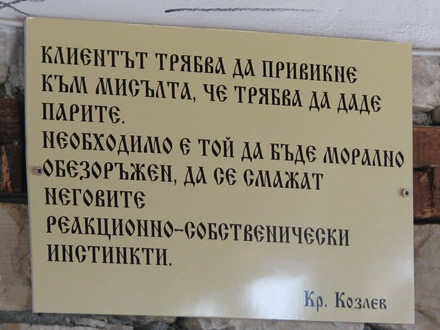 КЛИЕНТЪТ ТРЯБВА ДА ПРИВИКНЕ
КЪМ МИСЪЛТА, ЧЕ ТРЯБВА ДА ДАДЕ
ПАРИТЕ.
НЕОБХОДИМО Е ТОЙ ДА БЪДЕ МОРАЛНО
ОБЕЗОРЪЖЕН, ДА СЕ СМАЖАТ
НЕГОВИТЕ
РЕАКЦИОННО-СОБСТВЕНИЧЕСКИ
ИНСТИНКТИ.
Кр. Козлев